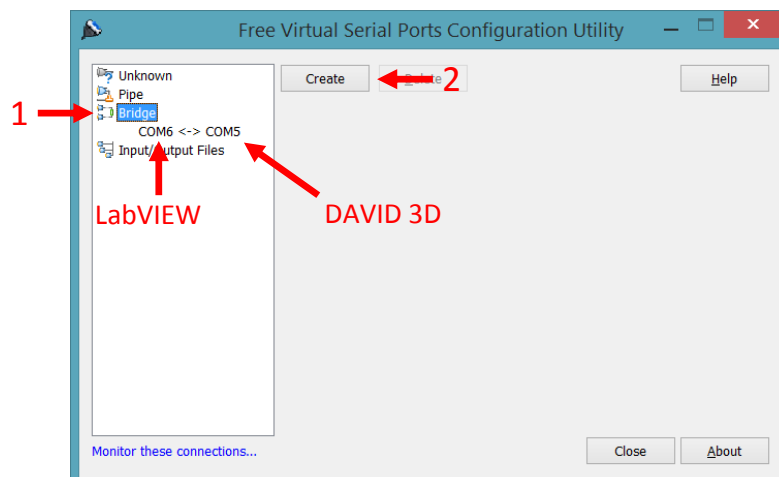 Free Virtual Serial Ports Configuration Utility
Unknown
Create
Delete
2
Help
Pipe
1
Bridge
COM6 <-> COM5
Input/Output Files
LabVIEW
DAVID 3D
Monitor these connections...
Close
About